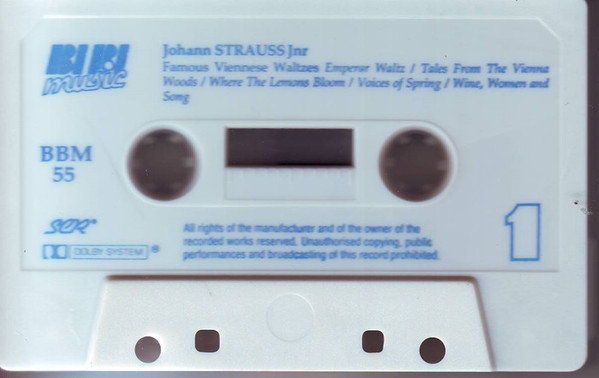 BIBI
music
Johann STRAUSS Jnr
Famous Viennese Waltzes Emperor Waltz / Tales From The Vienna
Woods / Where The Lemons Bloom / Voices of Spring / Wine, Women and
Song
BBM
55
SCR
DOLBY SYSTEM ®
All rights of the manufacturer and of the owner of the
recorded works reserved. Unauthorised copying, public
performances and broadcasting of this record prohibited.
1